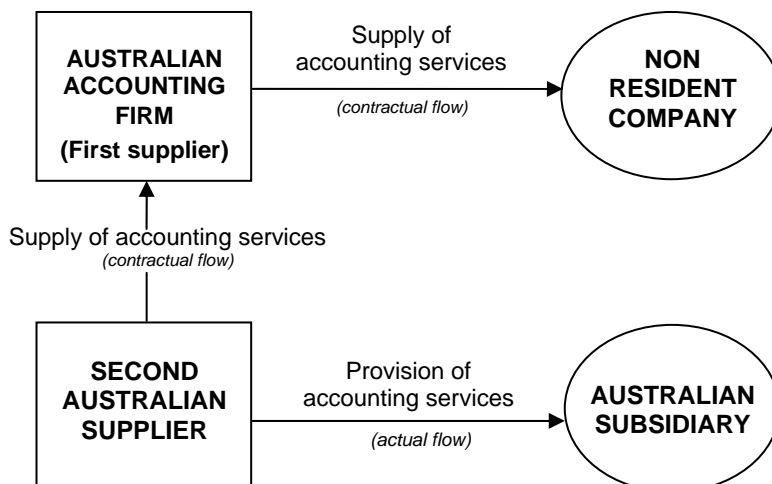 AUSTRALIAN
ACCOUNTING
FIRM
(First supplier)
Supply of
accounting services
(contractual flow)
NON
RESIDENT
COMPANY
Supply of accounting services
(contractual flow)
SECOND
AUSTRALIAN
SUPPLIER
Provision of
accounting services
(actual flow)
AUSTRALIAN
SUBSIDIARY